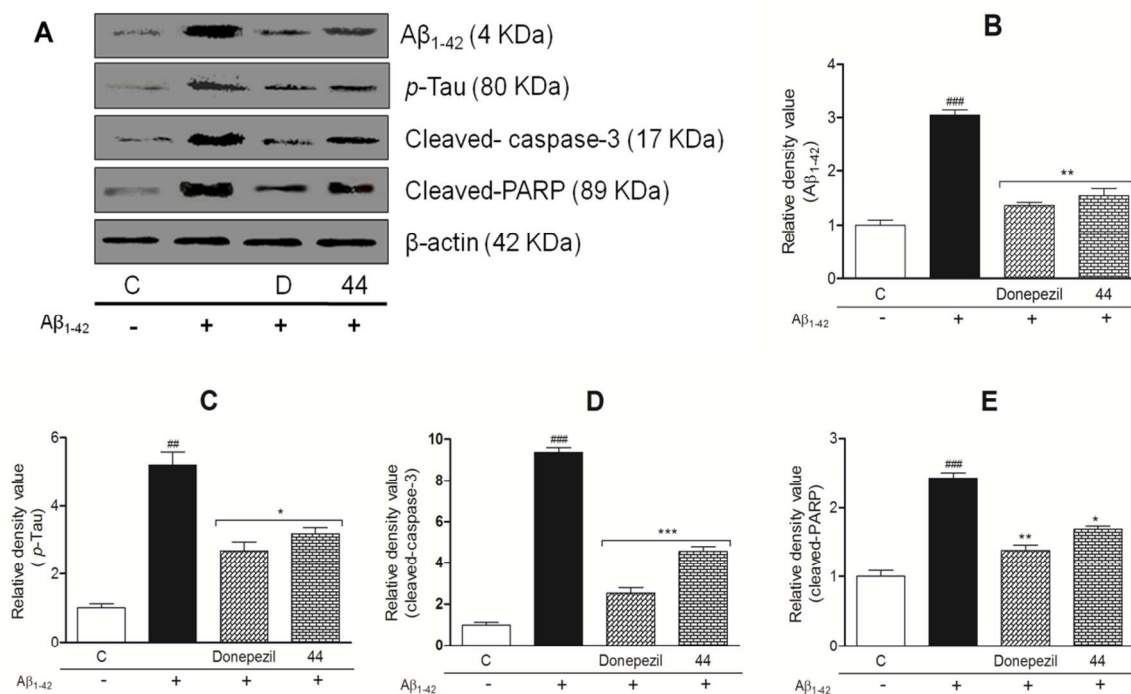 A
Aβ1-42 (4 KDa)
p-Tau (80 KDa)
Cleaved- caspase-3 (17 KDa)
Cleaved-PARP (89 KDa)
β-actin (42 KDa)
C D 44
Aβ1-42 - + + +
B
Relative density value
(Aβ1-42)
4
3
2
1
0
###
**
C Donepezil 44
Aβ1-42 - + + +
C
Relative density value
( p-Tau)
6
4
2
0
##
*
C Donepezil 44
Aβ1-42 - + + +
D
Relative density value
(cleaved-caspase-3)
10
8
6
4
2
0
###
***
C Donepezil 44
Aβ1-42 - + + +
E
Relative density value
(cleaved-PARP)
3
2
1
0
###
**
*
C Donepezil 44
Aβ1-42 - + + +